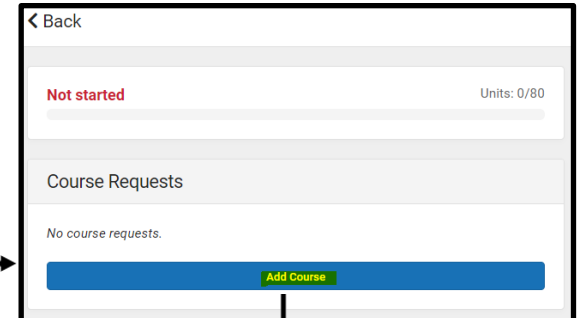 Back
Not started
Units: 0/80
Course Requests
No course requests.
Add Course